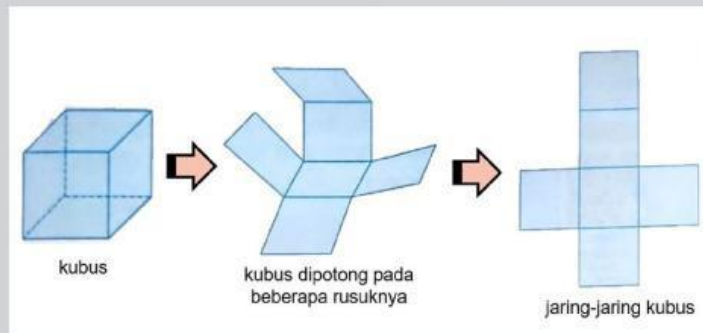 kubus
kubus dipotong pada
beberapa rusuknya
jaring-jaring kubus